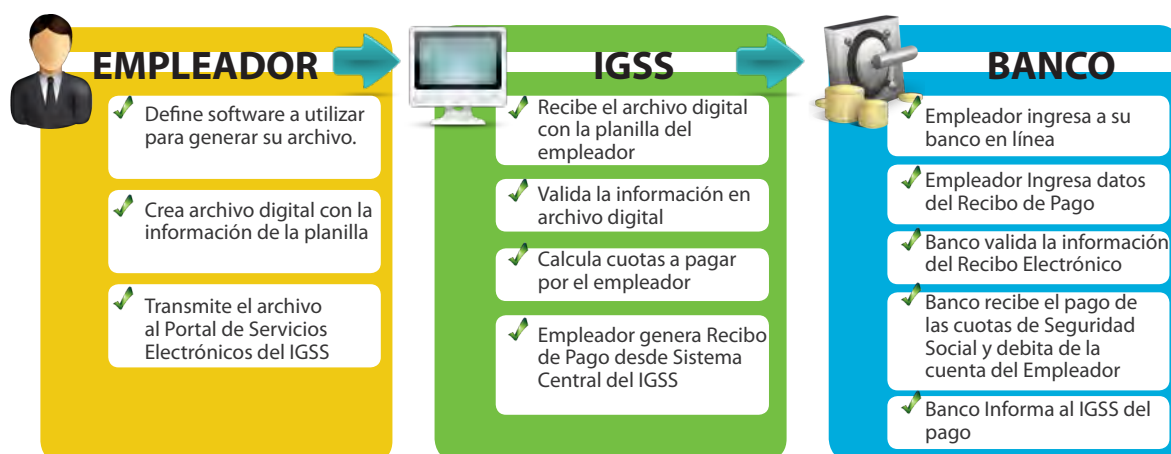 EMPLEADOR
Define software a utilizar
para generar su archivo.
Crea archivo digital con la
información de la planilla
Transmite el archivo
al Portal de Servicios
Electrónicos del IGSS
IGSS
Recibe el archivo digital
con la planilla del
empleador
Valida la información en
archivo digital
Calcula cuotas a pagar
por el empleador
Empleador genera Recibo
de Pago desde Sistema
Central del IGSS
BANCO
Empleador ingresa a su
banco en línea
Empleador Ingresa datos
del Recibo de Pago
Banco valida la información
del Recibo Electrónico
Banco recibe el pago de
las cuotas de Seguridad
Social y debita de la
cuenta del Empleador
Banco Informa al IGSS del
pago